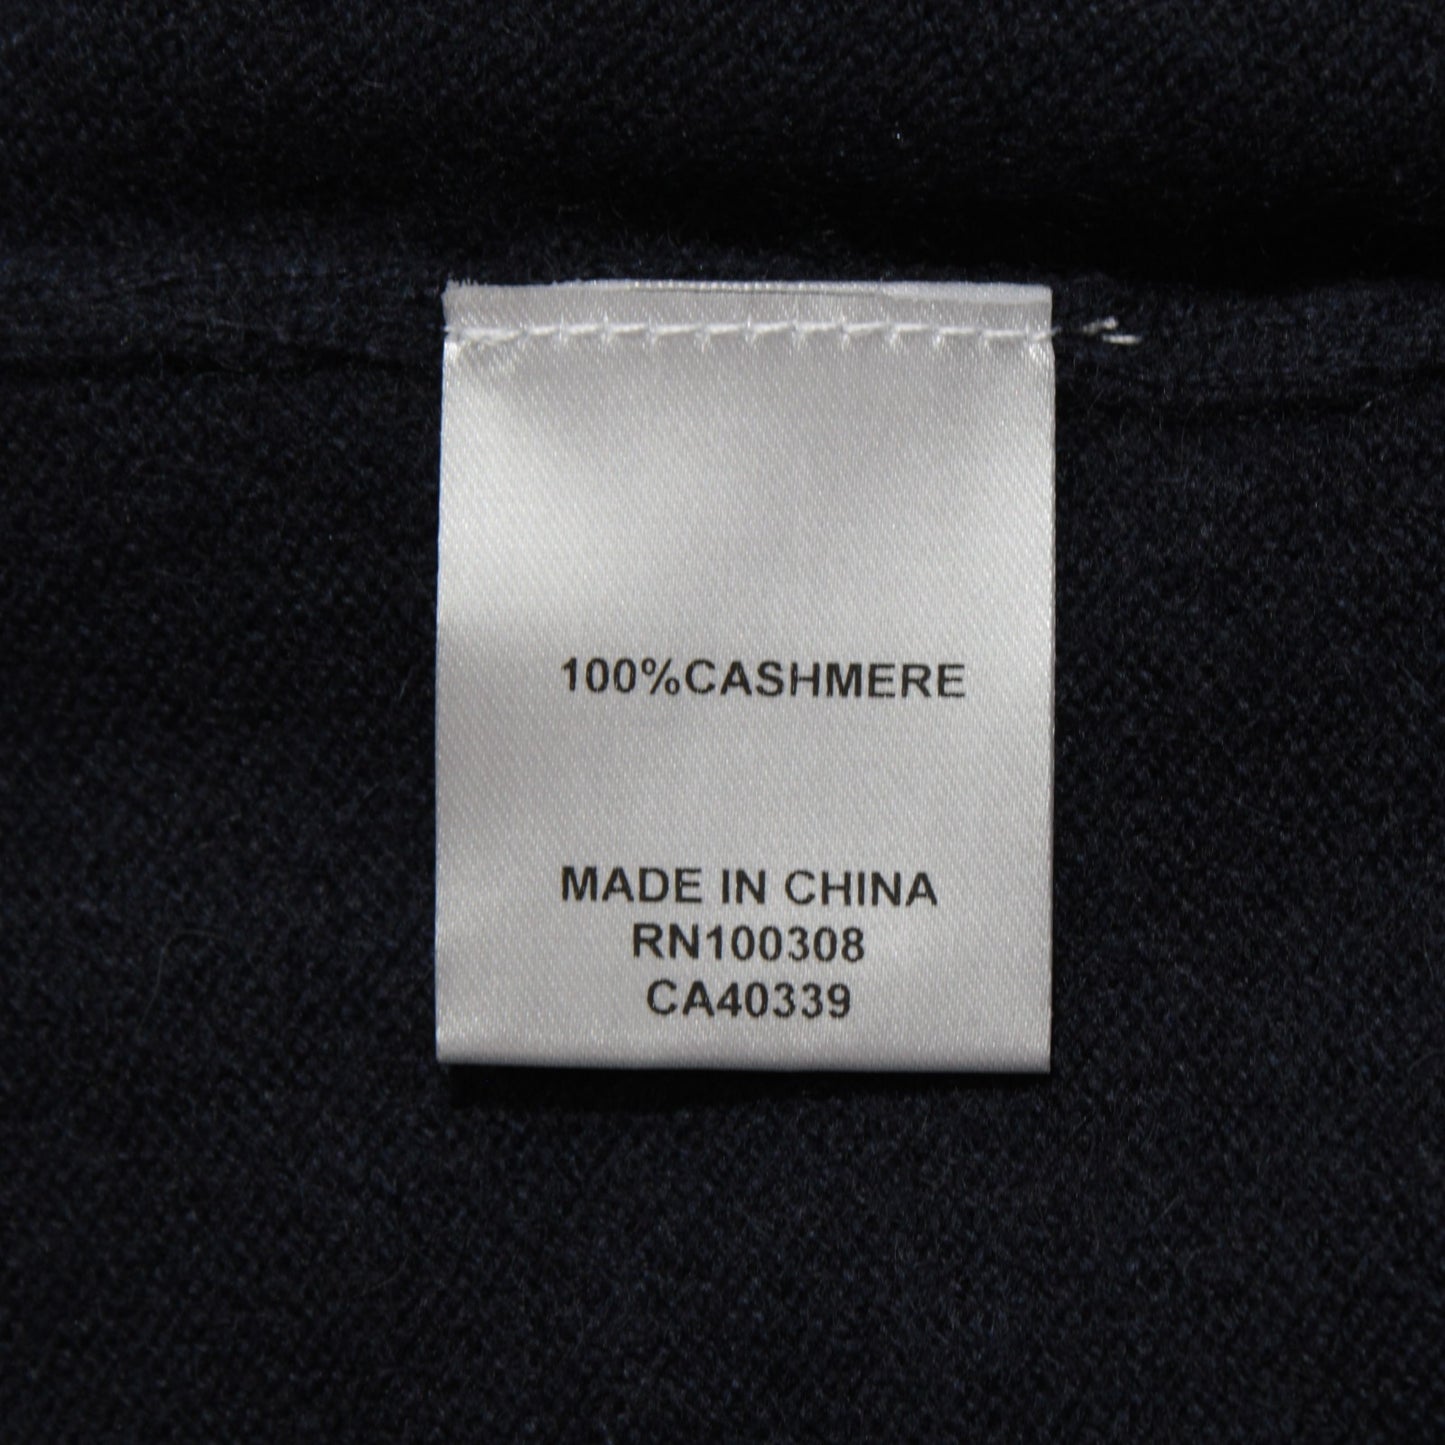 100%CASHMERE
MADE IN CHINA
RN100308
CA40339